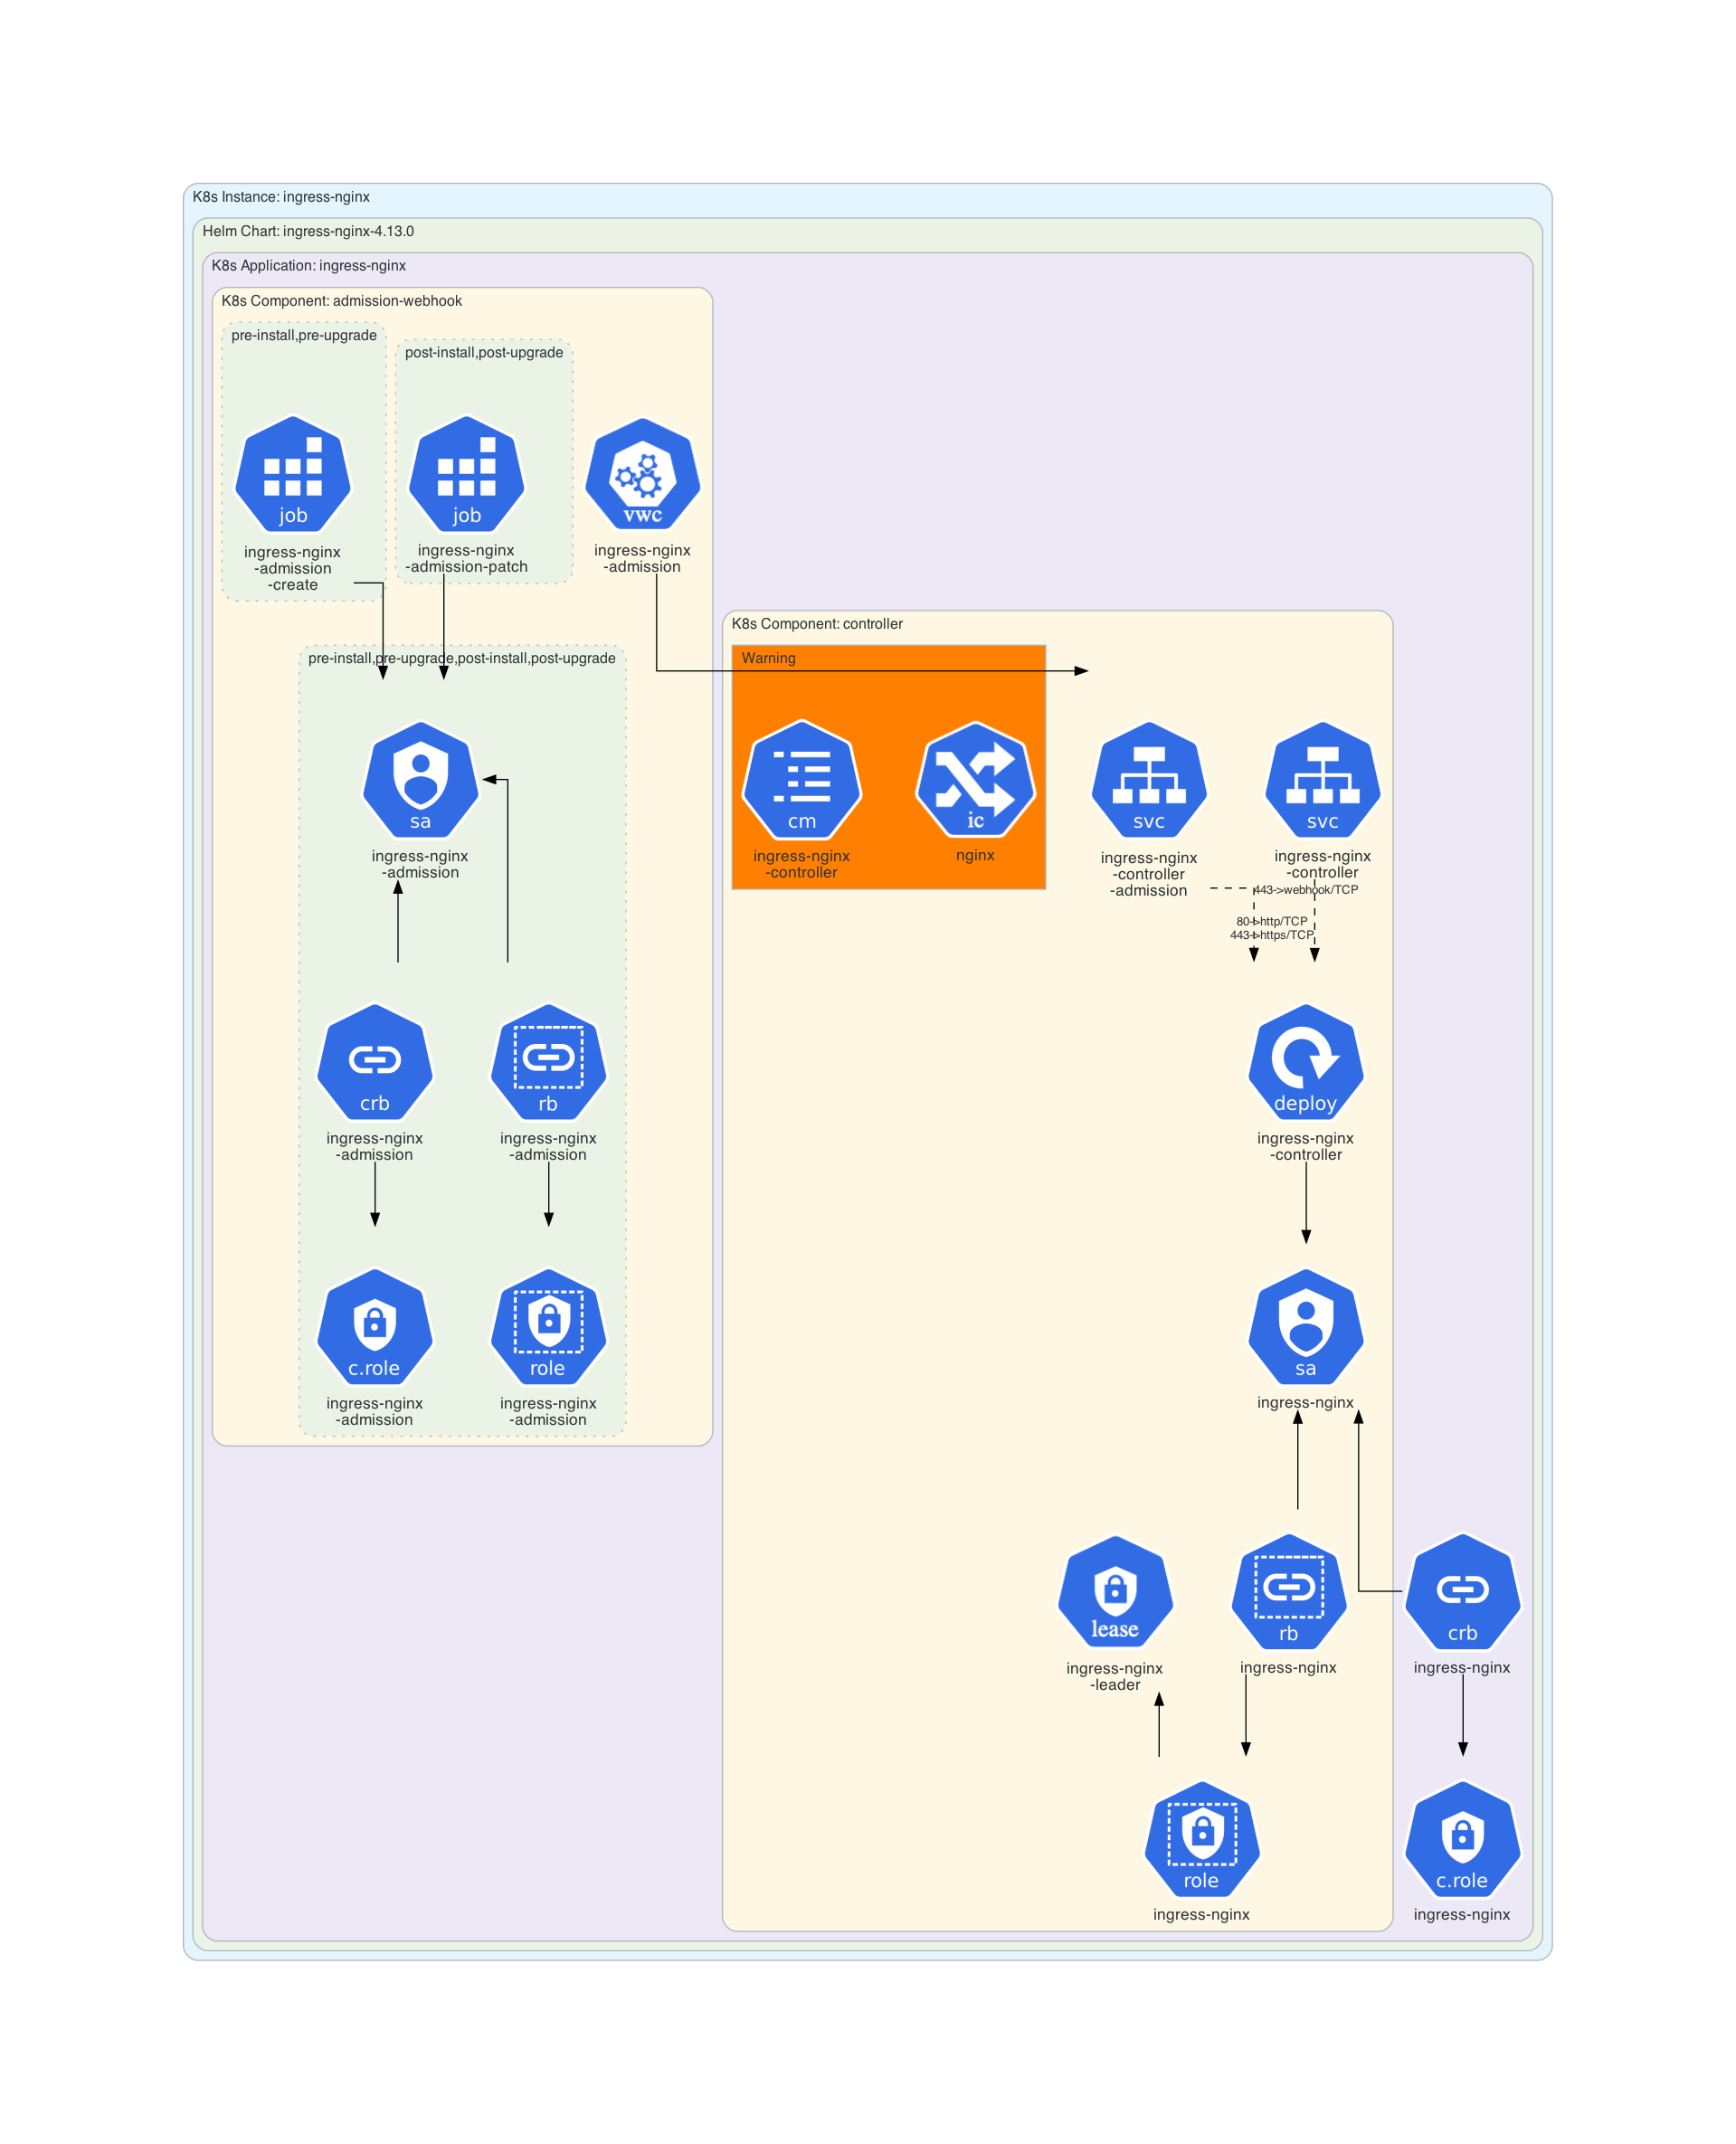 K8s Instance: ingress-nginx
Helm Chart: ingress-nginx-4.13.0
K8s Application: ingress-nginx
K8s Component: admission-webhook
pre-install,pre-upgrade
job
ingress-nginx
-admission
-create
post-install,post-upgrade
job
ingress-nginx
-admission-patch
vwc
ingress-nginx
-admission
pre-install,pre-upgrade,post-install,post-upgrade
sa
ingress-nginx
-admission
crb
ingress-nginx
-admission
rb
ingress-nginx
-admission
c.role
ingress-nginx
-admission
role
ingress-nginx
-admission
K8s Component: controller
Warning
cm
ingress-nginx
-controller
ic
nginx
svc
ingress-nginx
-controller
-admission
svc
ingress-nginx
-controller
443->webhook/TCP
80->http/TCP
443->https/TCP
deploy
ingress-nginx
-controller
sa
ingress-nginx
lease
ingress-nginx
-leader
rb
ingress-nginx
crb
ingress-nginx
role
ingress-nginx
c.role
ingress-nginx